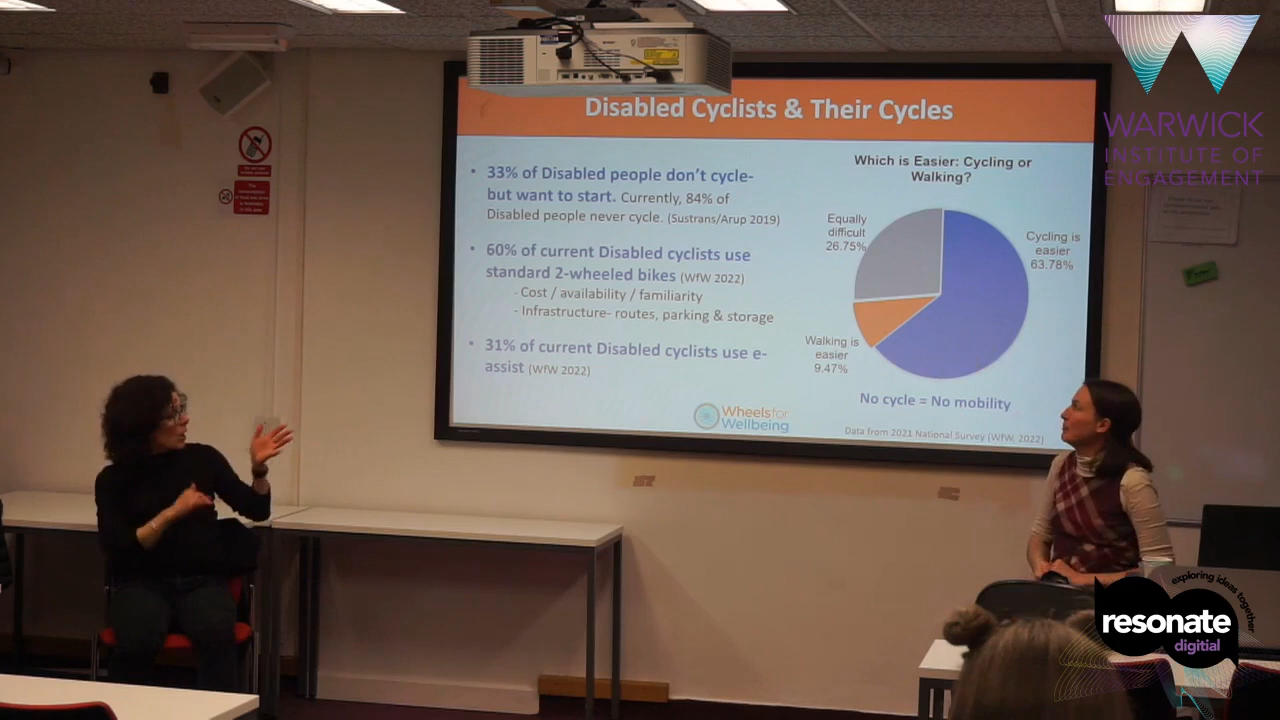 Disabled Cyclists & Their Cycles
• 33% of Disabled people don't cycle-
but want to start. Currently, 84% of
Disabled people never cycle. (Sustrans/Arup 2019)
• 60% of current Disabled cyclists use
standard 2-wheeled bikes (WfW 2022)
- Cost / availability / familiarity
- Infrastructure- routes, parking & storage
• 31% of current Disabled cyclists use e-
assist (WfW 2022)
Wheels for
Wellbeing
Which is Easier: Cycling or
Walking?
Equally
difficult
26.75%
Cycling is
easier
63.78%
Walking is
easier
9.47%
No cycle = No mobility
Data from 2021 National Survey (WfW, 2022)
WARWICK
INSTITUTE OF
ENGAGEMENT
exploring ideas together
resonate
digitial